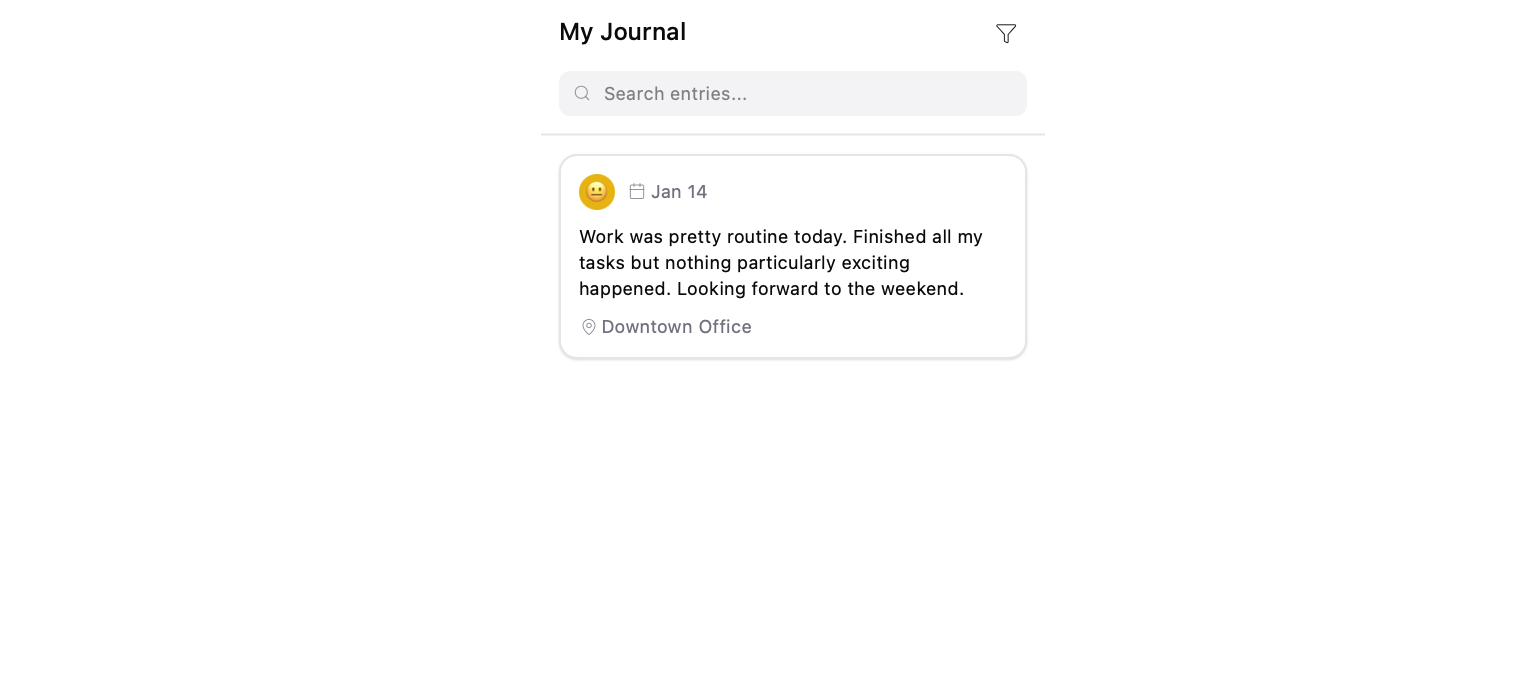 My Journal
Search entries...
Jan 14
Work was pretty routine today. Finished all my
tasks but nothing particularly exciting
happened. Looking forward to the weekend.
Downtown Office